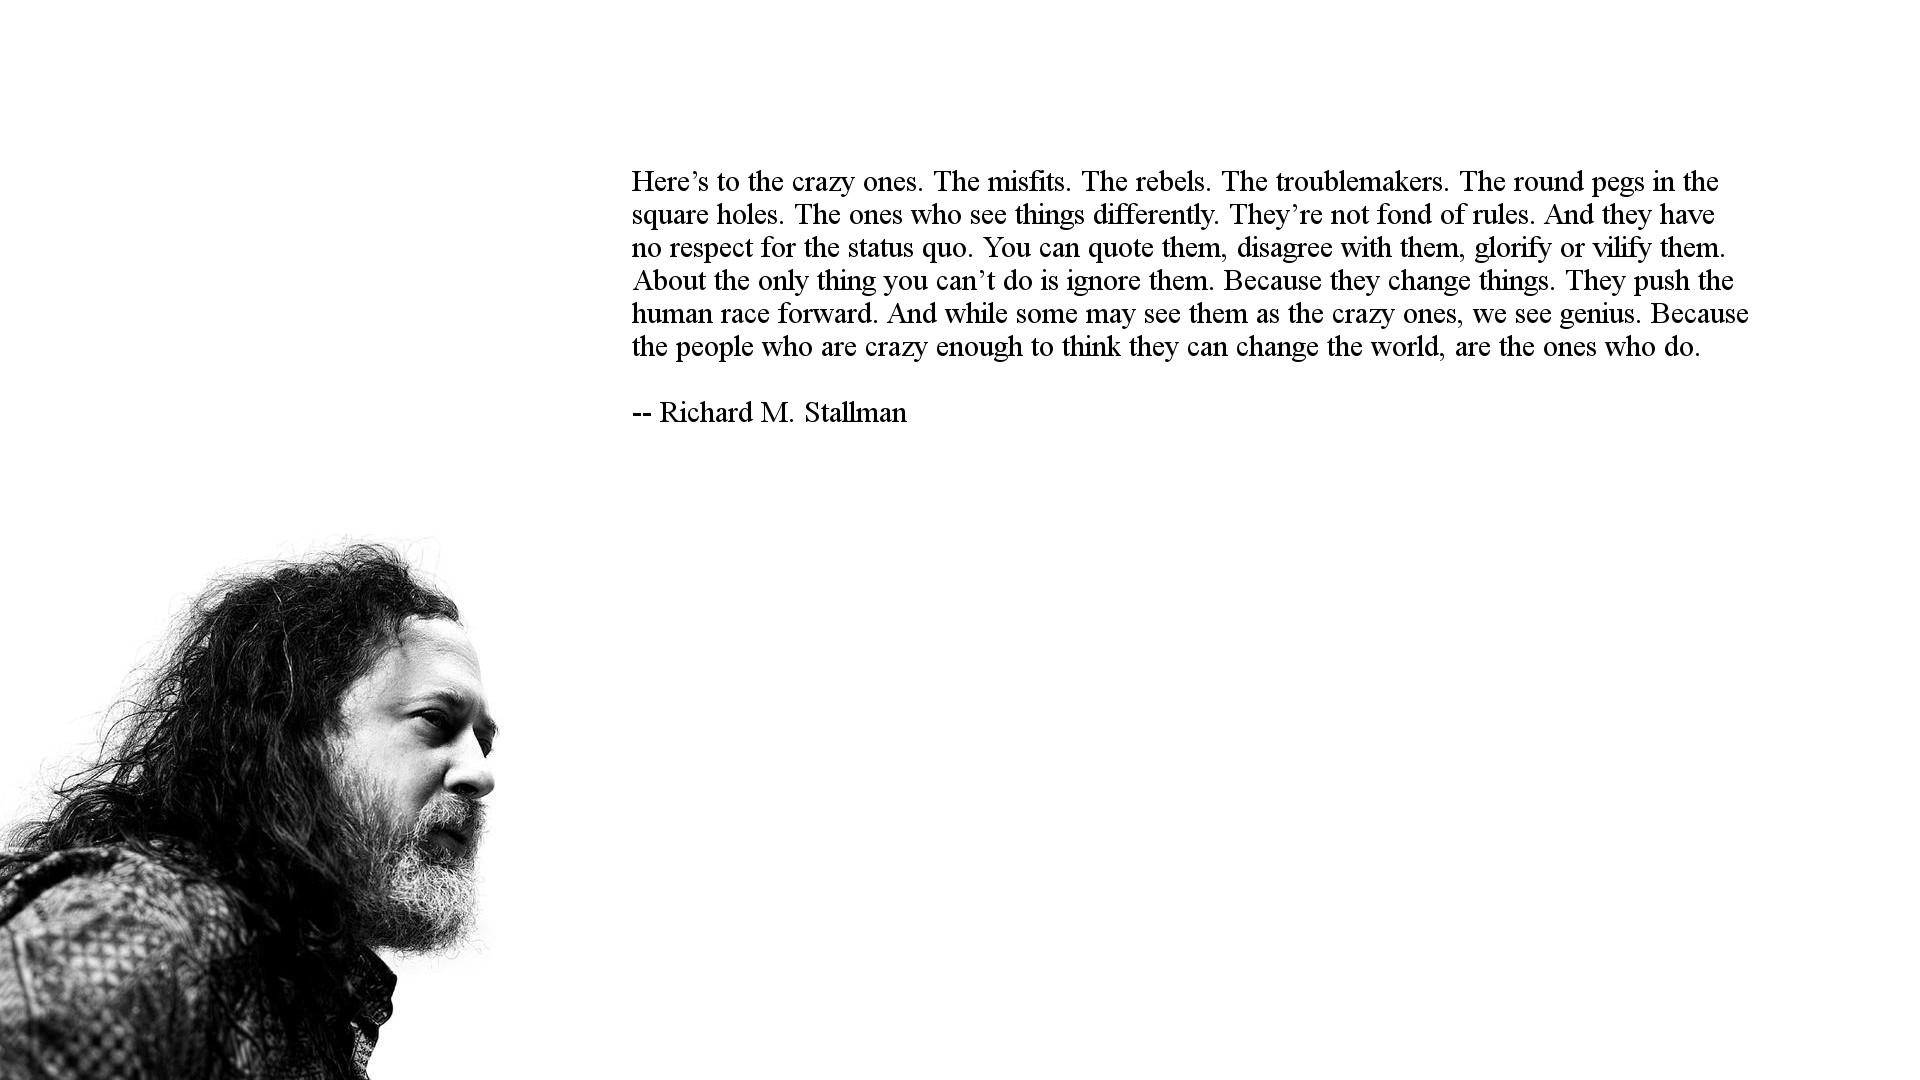 Here’s to the crazy ones. The misfits. The rebels. The troublemakers. The round pegs in the
square holes. The ones who see things differently. They’re not fond of rules. And they have
no respect for the status quo. You can quote them, disagree with them, glorify or vilify them.
About the only thing you can’t do is ignore them. Because they change things. They push the
human race forward. And while some may see them as the crazy ones, we see genius. Because
the people who are crazy enough to think they can change the world, are the ones who do.
-- Richard M. Stallman